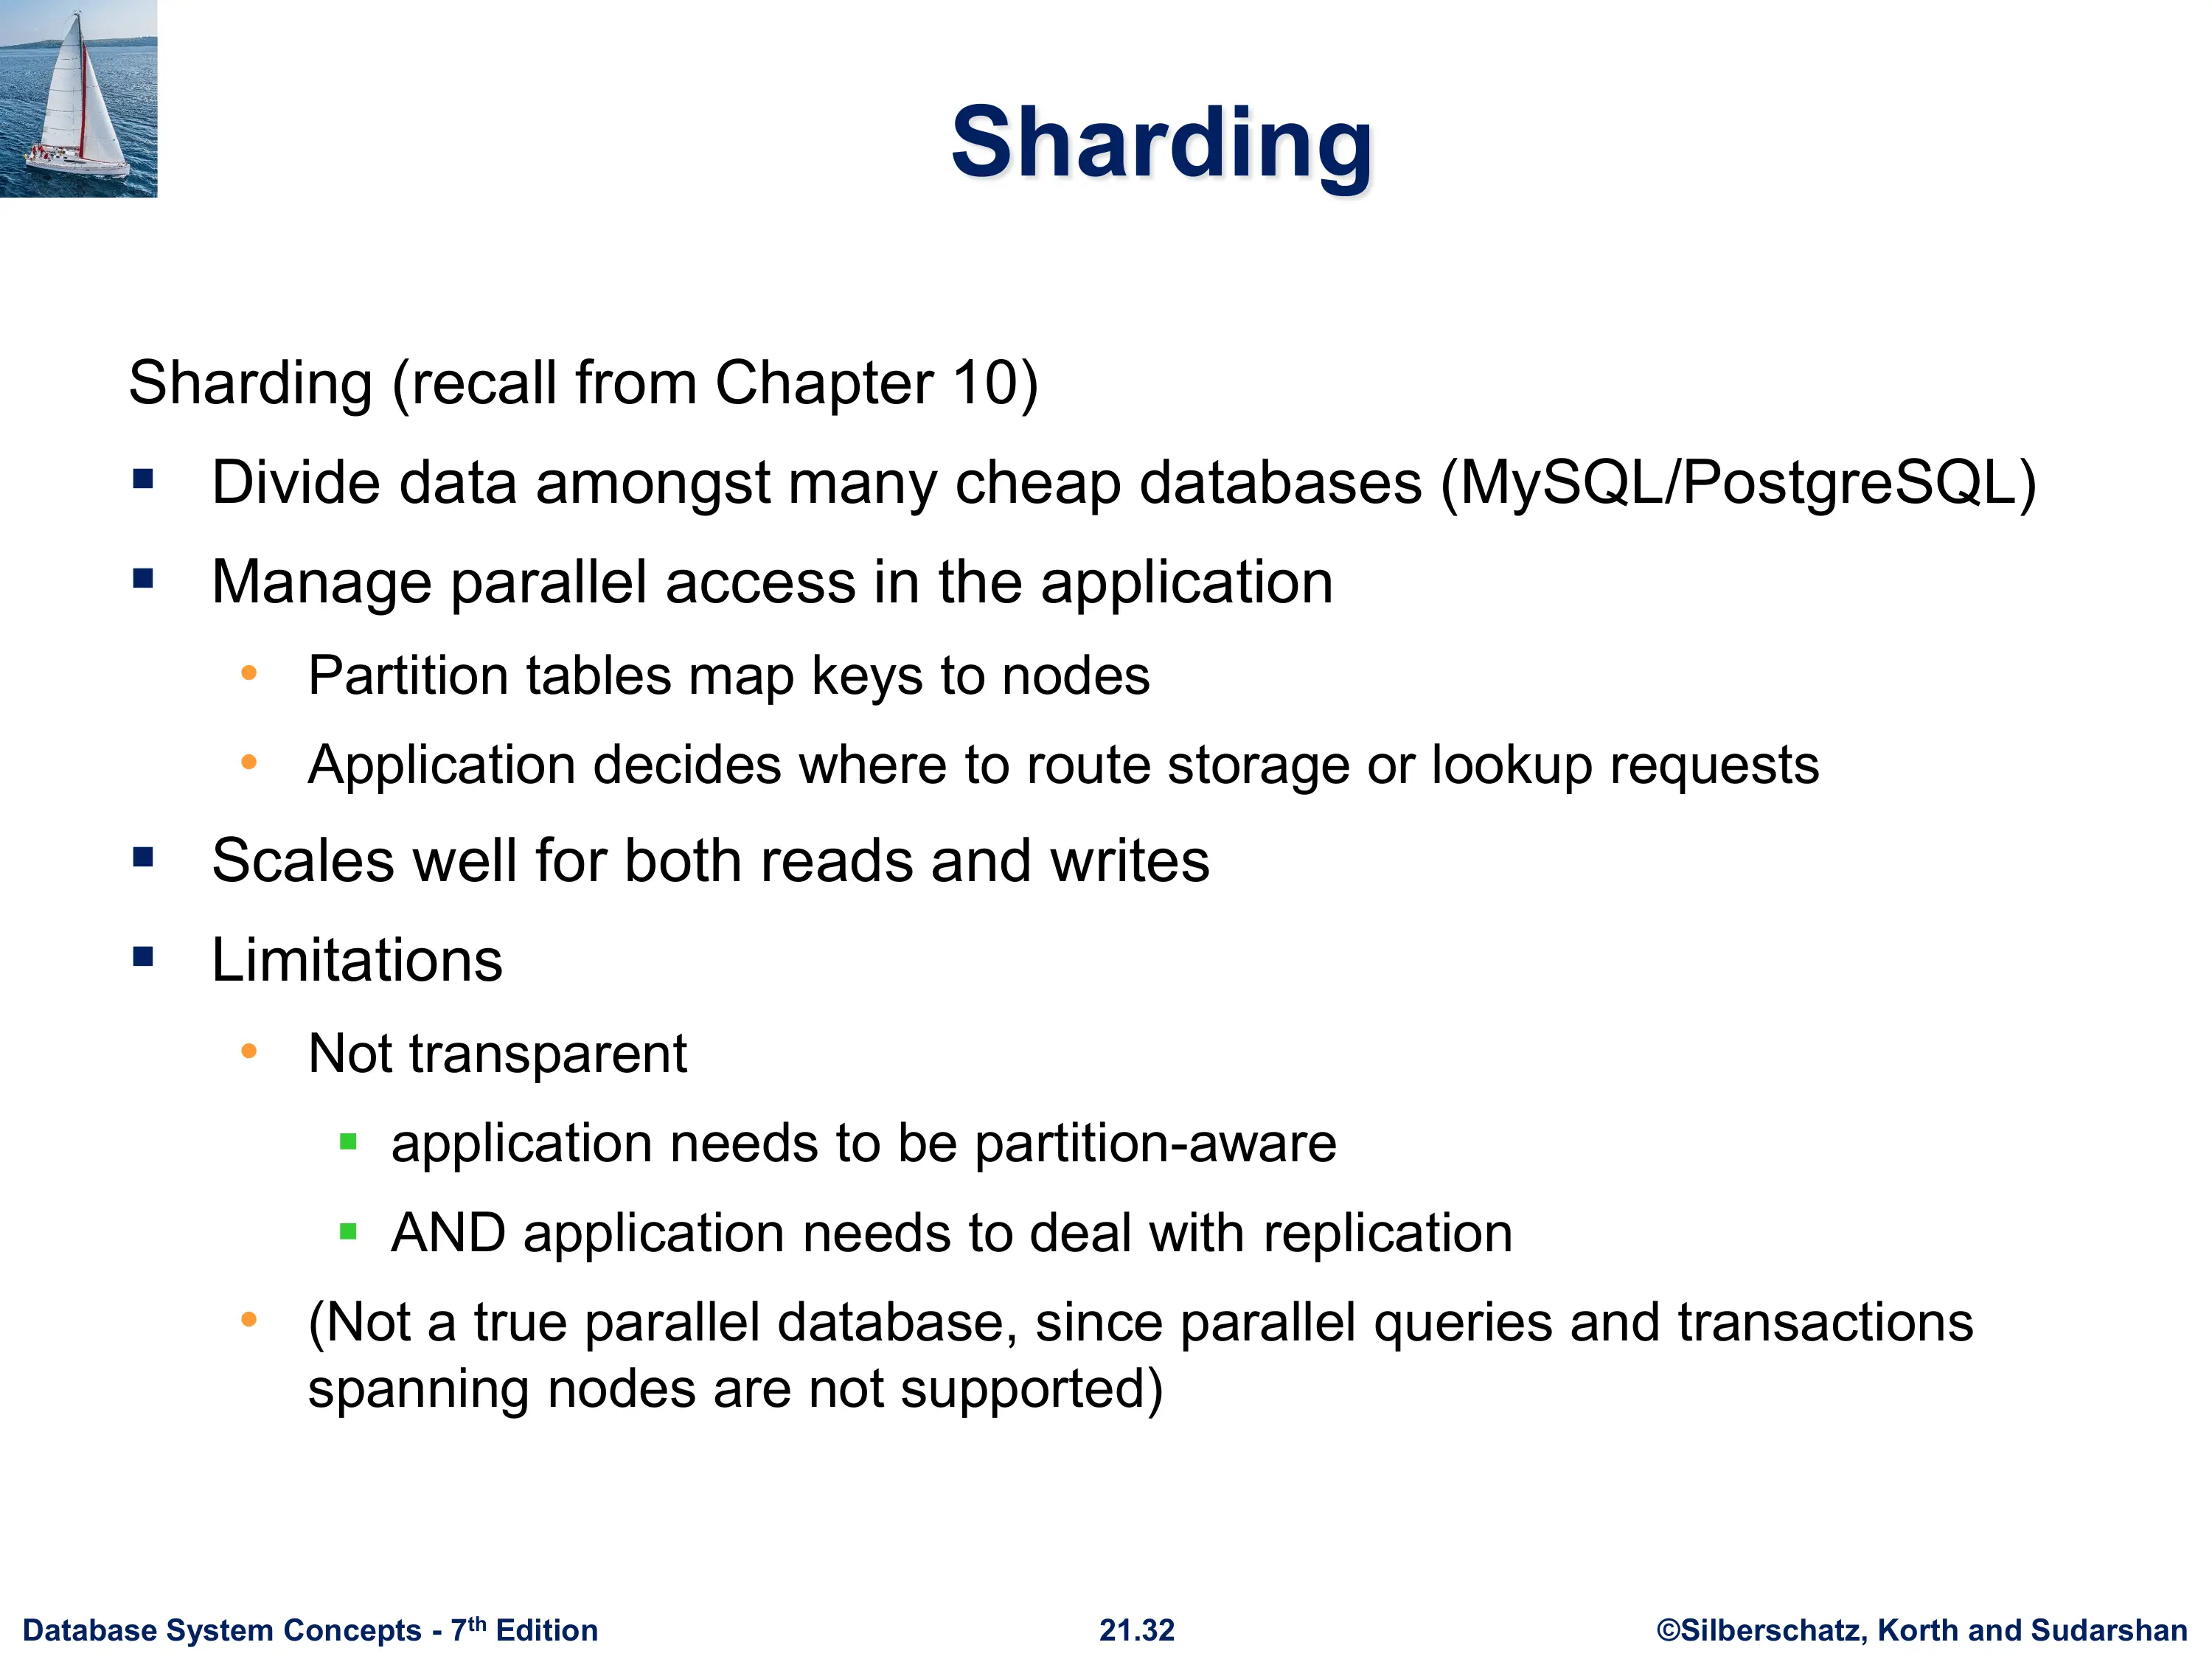 Sharding
Sharding (recall from Chapter 10)
Divide data amongst many cheap databases (MySQL/PostgreSQL)
Manage parallel access in the application
Partition tables map keys to nodes
Application decides where to route storage or lookup requests
Scales well for both reads and writes
Limitations
Not transparent
application needs to be partition-aware
AND application needs to deal with replication
(Not a true parallel database, since parallel queries and transactions
spanning nodes are not supported)
Database System Concepts - 7th Edition
21.32
©Silberschatz, Korth and Sudarshan